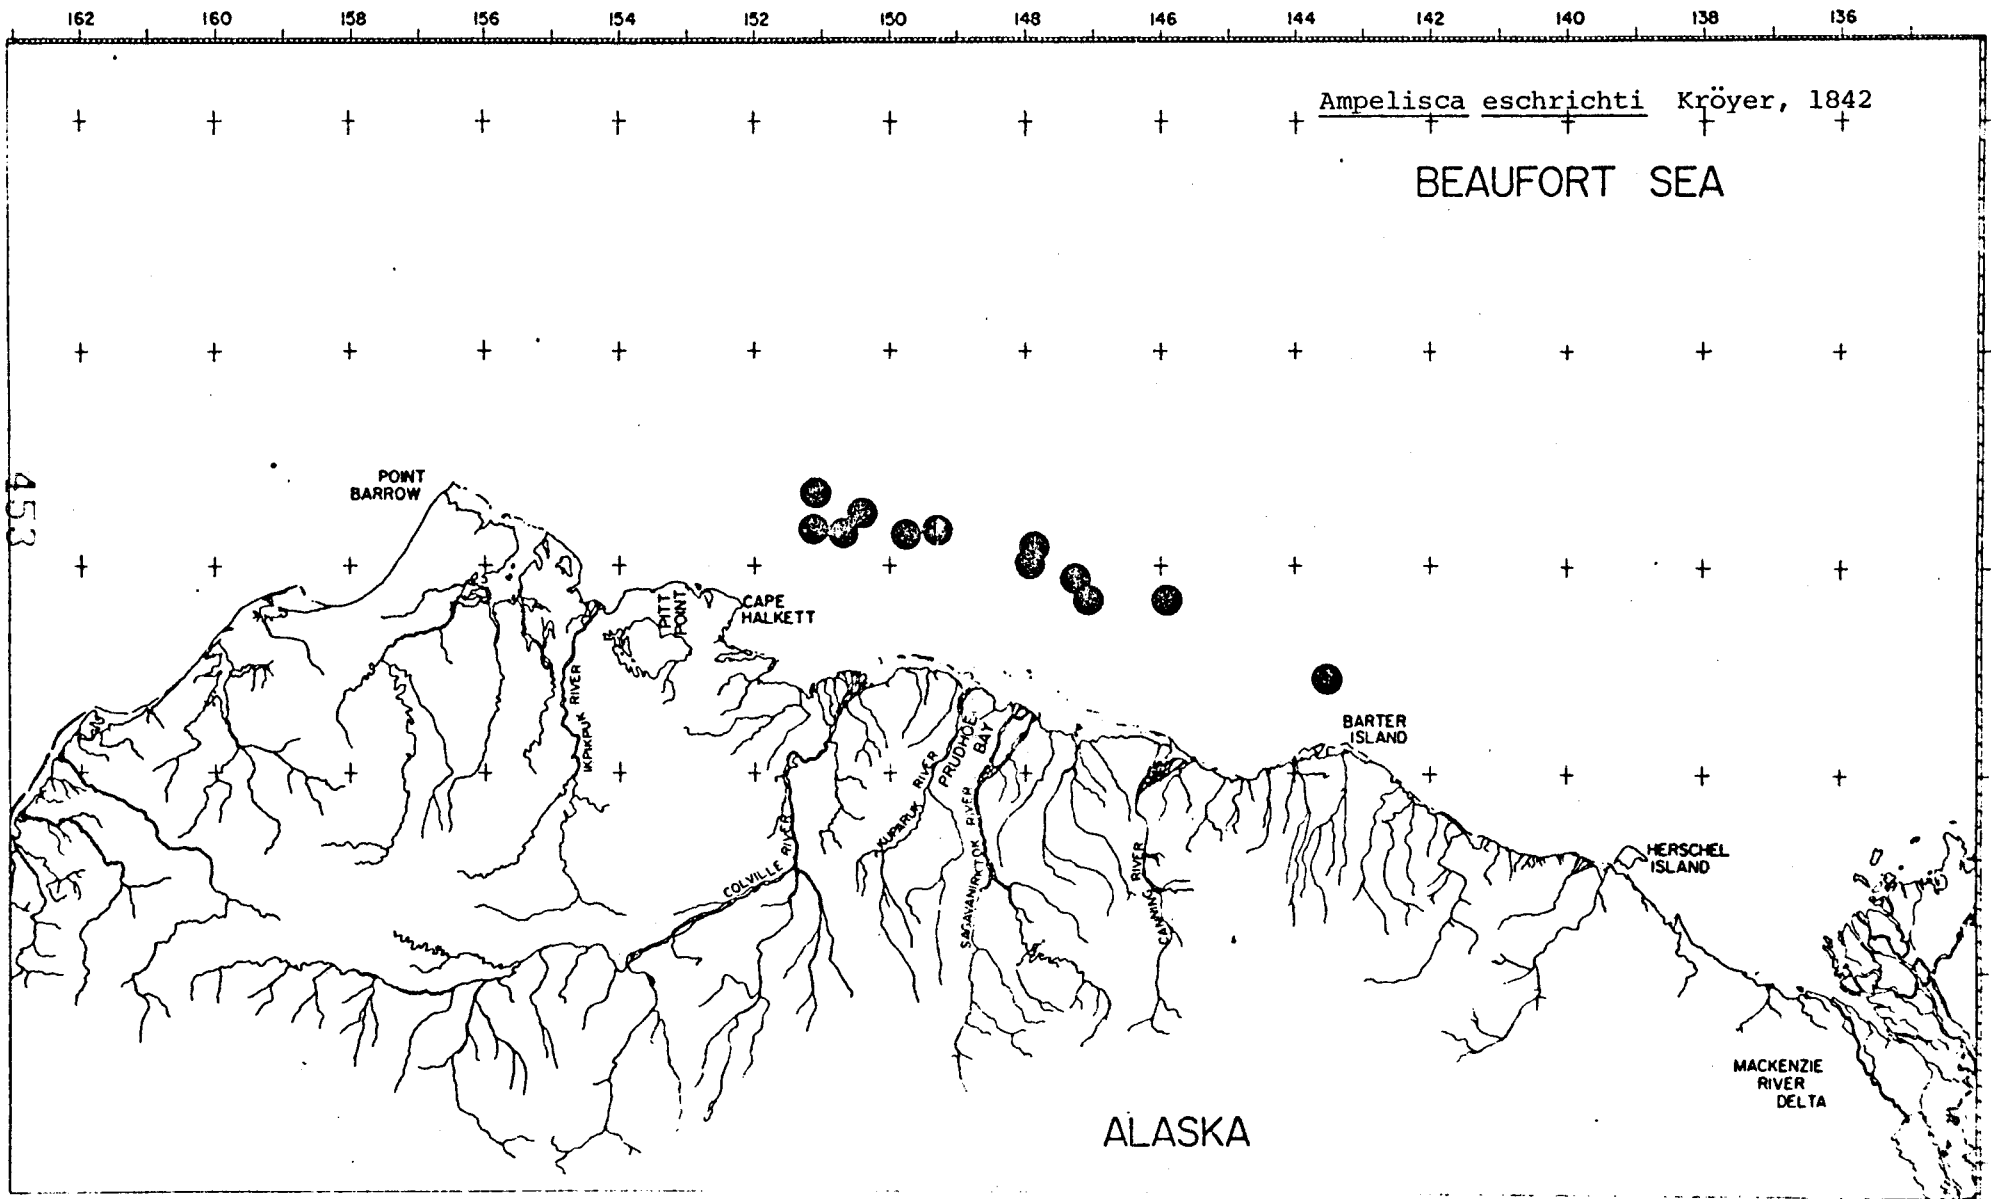 162 160 158 156 154 152 150 148 146 144 142 140 138 136
Ampelisca eschrichti Kröyer, 1842
BEAUFORT SEA
POINT
BARROW
453
PITT
POINT
CAPE
HALKETT
IKPIKPUK RIVER
BARTER
ISLAND
PRUDHOE
BAY
KUPARUK RIVER
SAGAVANIRKTOK RIVER
COLVILLE RIVER
CANNING RIVER
HERSCHEL
ISLAND
MACKENZIE
RIVER
DELTA
ALASKA